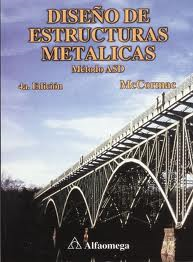 DISEÑO DE
ESTRUCTURAS
METALICAS
Método ASD
4a. Edición McCormac
Alfaomega